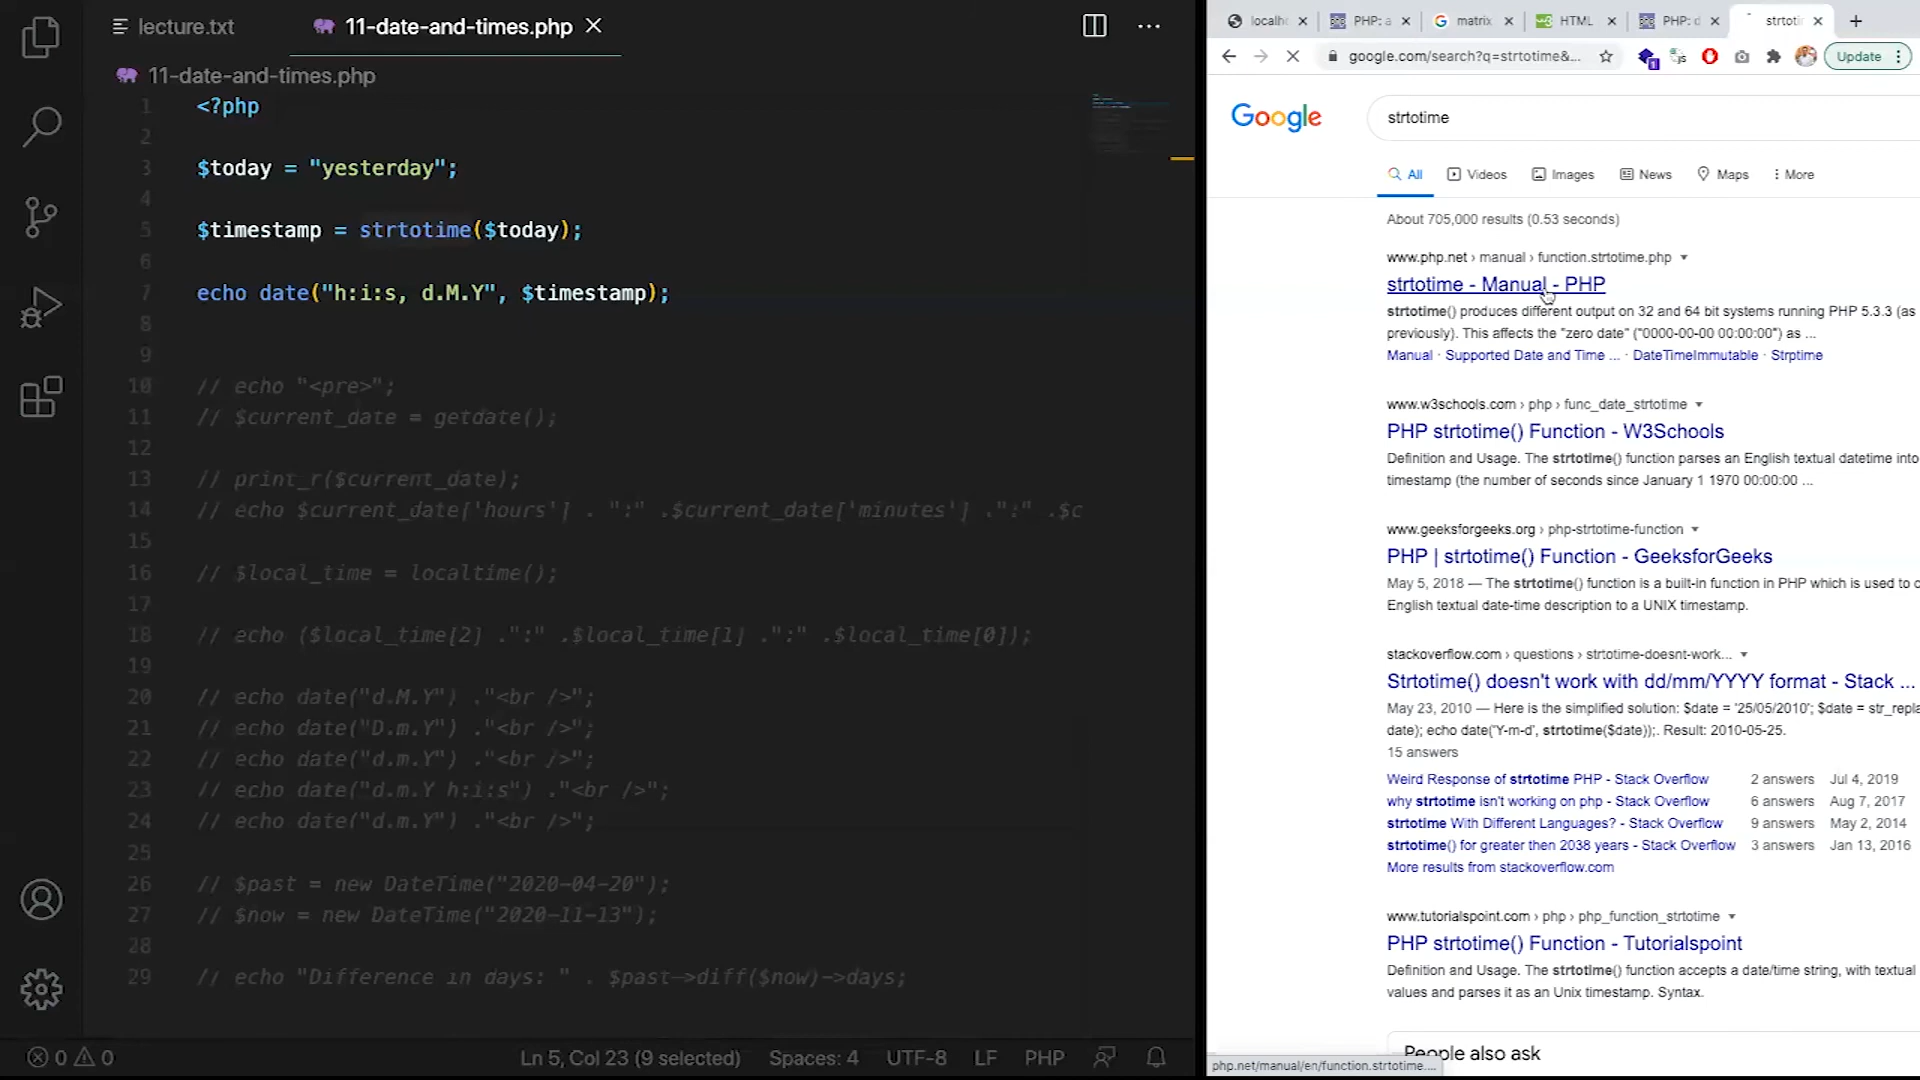 lecture.txt
11-date-and-times.php
11-date-and-times.php
1 <?php
2
3 $today = "yesterday";
4
5 $timestamp = strtotime($today);
6
7 echo date("h:i:s, d.M.Y", $timestamp);
8
9
10 // echo "<pre>";
11 // $current_date = getdate();
12
13 // print_r($current_date);
14 // echo $current_date['hours'] . ":" .$current_date['minutes'] .":" .$c
15
16 // $local_time = localtime();
17
18 // echo ($local_time[2] .":" .$local_time[1] .":" .$local_time[0]);
19
20 // echo date("d.M.Y") ."<br />";
21 // echo date("D.m.Y") ."<br />";
22 // echo date("d.m.Y") ."<br />";
23 // echo date("d.m.Y h:i:s") ."<br />";
24 // echo date("d.m.Y") ."<br />";
25
26 // $past = new DateTime("2020-04-20");
27 // $now = new DateTime("2020-11-13");
28
29 // echo "Difference in days: " . $past->diff($now)->days;
0 0
Ln 5, Col 23 (9 selected) Spaces: 4 UTF-8 LF PHP
localh PHP: a matrix HTML PHP: d strtotir
google.com/search?q=strtotime&... Update
Google strtotime
All Videos Images News Maps More
About 705,000 results (0.53 seconds)
www.php.net › manual › function.strtotime.php
strtotime - Manual - PHP
strtotime() produces different output on 32 and 64 bit systems running PHP 5.3.3 (as
previously). This affects the "zero date" ("0000-00-00 00:00:00") as ...
Manual · Supported Date and Time ... · DateTimeImmutable · Strptime
www.w3schools.com › php › func_date_strtotime
PHP strtotime() Function - W3Schools
Definition and Usage. The strtotime() function parses an English textual datetime into
timestamp (the number of seconds since January 1 1970 00:00:00 ...
www.geeksforgeeks.org › php-strtotime-function
PHP | strtotime() Function - GeeksforGeeks
May 5, 2018 — The strtotime() function is a built-in function in PHP which is used to c
English textual date-time description to a UNIX timestamp.
stackoverflow.com › questions › strtotime-doesnt-work...
Strtotime() doesn't work with dd/mm/YYYY format - Stack ...
May 23, 2010 — Here is the simplified solution: $date = '25/05/2010'; $date = str_repla
date); echo date('Y-m-d', strtotime($date));. Result: 2010-05-25.
15 answers
Weird Response of strtotime PHP - Stack Overflow 2 answers Jul 4, 2019
why strtotime isn't working on php - Stack Overflow 6 answers Aug 7, 2017
strtotime With Different Languages? - Stack Overflow 9 answers May 2, 2014
strtotime() for greater then 2038 years - Stack Overflow 3 answers Jan 13, 2016
More results from stackoverflow.com
www.tutorialspoint.com › php › php_function_strtotime
PHP strtotime() Function - Tutorialspoint
Definition and Usage. The strtotime() function accepts a date/time string, with textual
values and parses it as an Unix timestamp. Syntax.
People also ask
php.net/manual/en/function.strtotime....